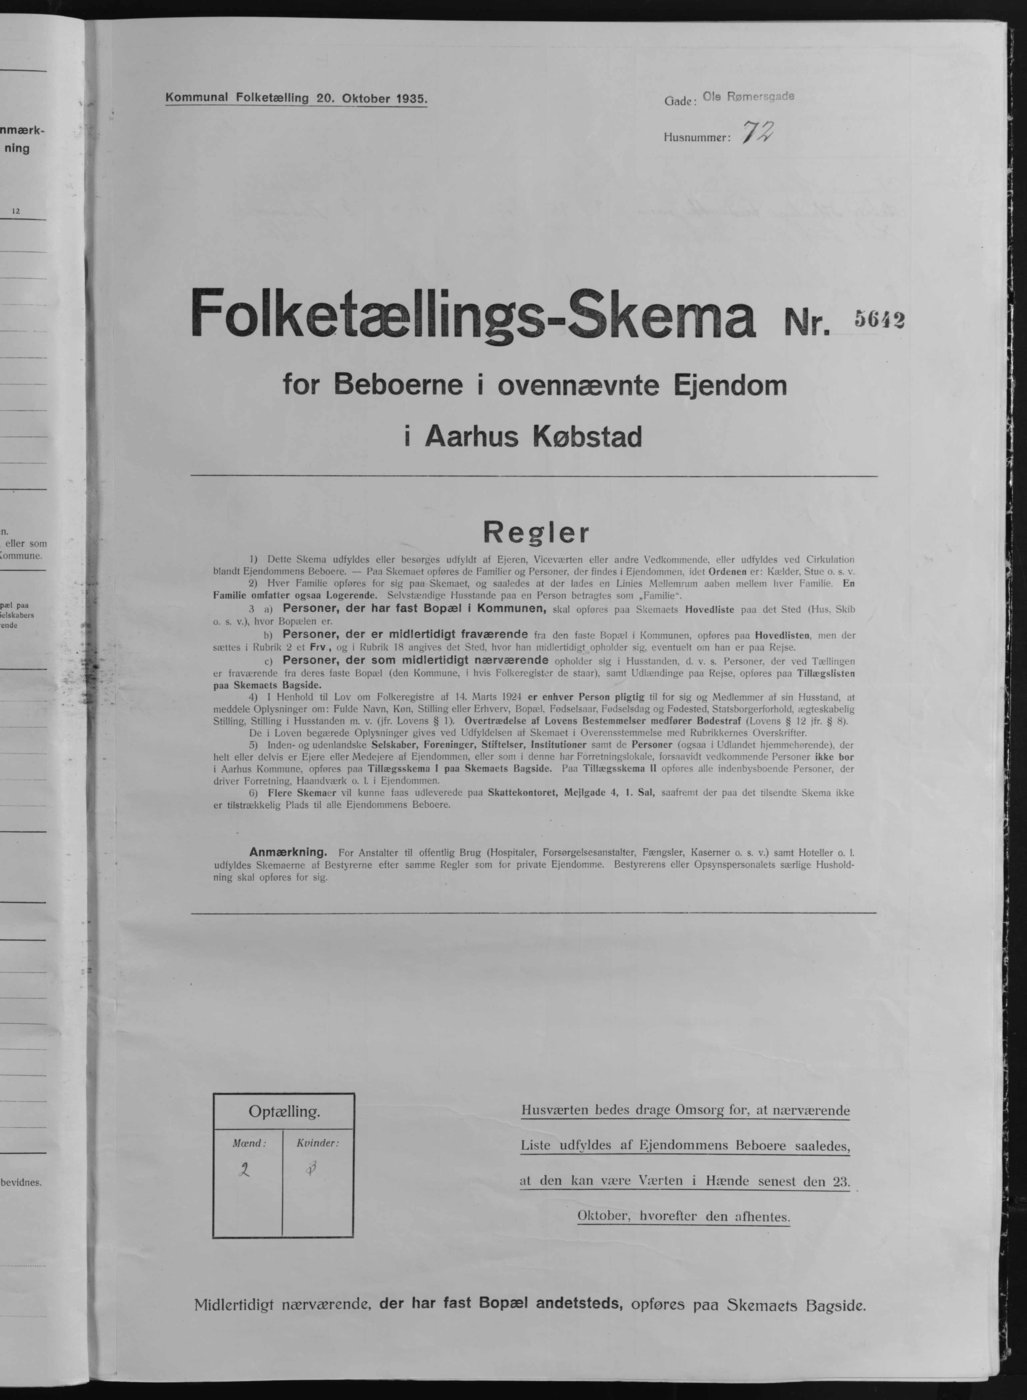 nmærk-
ning
12
n.
eller som
Commune.
pæl paa
Selskabers
ende
bevidnes.
Kommunal Folketælling 20. Oktober 1935.
Gade: Ole Rømersgade
Husnummer: 72
Folketællings-Skema Nr. 5642
for Beboerne i ovennævnte Ejendom
i Aarhus Købstad
Regler
1) Dette Skema udfyldes eller besørges udfyldt af Ejeren, Viceværten eller andre Vedkommende, eller udfyldes ved Cirkulation
blandt Ejendommens Beboere. — Paa Skemaet opføres de Familier og Personer, der findes i Ejendommen, idet Ordenen er: Kælder, Stue o. s. v.
2) Hver Familie opføres for sig paa Skemaet, og saaledes at der lades en Linies Mellemrum aaben mellem hver Familie. En
Familie omfatter ogsaa Logerende. Selvstændige Husstande paa en Person betragtes som „Familie“.
3 a) Personer, der har fast Bopæl i Kommunen, skal opføres paa Skemaets Hovedliste paa det Sted (Hus, Skib
o. s. v.), hvor Bopælen er.
b) Personer, der er midlertidigt fraværende fra den faste Bopæl i Kommunen, opføres paa Hovedlisten, men der
sættes i Rubrik 2 et Frv., og i Rubrik 18 angives det Sted, hvor han midlertidigt opholder sig, eventuelt om han er paa Rejse.
c) Personer, der som midlertidigt nærværende opholder sig i Husstanden, d. v. s. Personer, der ved Tællingen
er fraværende fra deres faste Bopæl (den Kommune, i hvis Folkeregister de staar), samt Udlændinge paa Rejse, opføres paa Tillægslisten
paa Skemaets Bagside.
4) I Henhold til Lov om Folkeregistre af 14. Marts 1924 er enhver Person pligtig til for sig og Medlemmer af sin Husstand, at
meddele Oplysninger om: Fulde Navn, Køn, Stilling eller Erhverv, Bopæl, Fødselsaar, Fødselsdag og Fødested, Statsborgerforhold, ægteskabelig
Stilling, Stilling i Husstanden m. v. (jfr. Lovens § 1). Overtrædelse af Lovens Bestemmelser medfører Bødestraf (Lovens § 12 jfr. § 8).
De i Loven begærede Oplysninger gives ved Udfyldelsen af Skemaet i Overensstemmelse med Rubrikkernes Overskrifter.
5) Inden- og udenlandske Selskaber, Foreninger, Stiftelser, Institutioner samt de Personer (ogsaa i Udlandet hjemmehørende), der
helt eller delvis er Ejere eller Medejere af Ejendommen, eller som i denne har Forretningslokale, forsaavidt vedkommende Personer ikke bor
i Aarhus Kommune, opføres paa Tillægsskema I paa Skemaets Bagside. Paa Tillægsskema II opføres alle indenbysboende Personer, der
driver Forretning, Haandværk o. l. i Ejendommen.
6) Flere Skemaer vil kunne faas udleverede paa Skattekontoret, Mejlgade 4, 1. Sal, saafremt der paa det tilsendte Skema ikke
er tilstrækkelig Plads til alle Ejendommens Beboere.
Anmærkning. For Anstalter til offentlig Brug (Hospitaler, Forsørgelsesanstalter, Fængsler, Kaserner o. s. v.) samt Hoteller o. l.
udfyldes Skemaerne af Bestyrerne efter samme Regler som for private Ejendomme. Bestyrerens eller Opsynspersonalets særlige Hushold-
ning skal opføres for sig.
Optælling.
Mænd: Kvinder:
2 3
Husværten bedes drage Omsorg for, at nærværende
Liste udfyldes af Ejendommens Beboere saaledes,
at den kan være Værten i Hænde senest den 23.
Oktober, hvorefter den afhentes.
Midlertidigt nærværende, der har fast Bopæl andetsteds, opføres paa Skemaets Bagside.